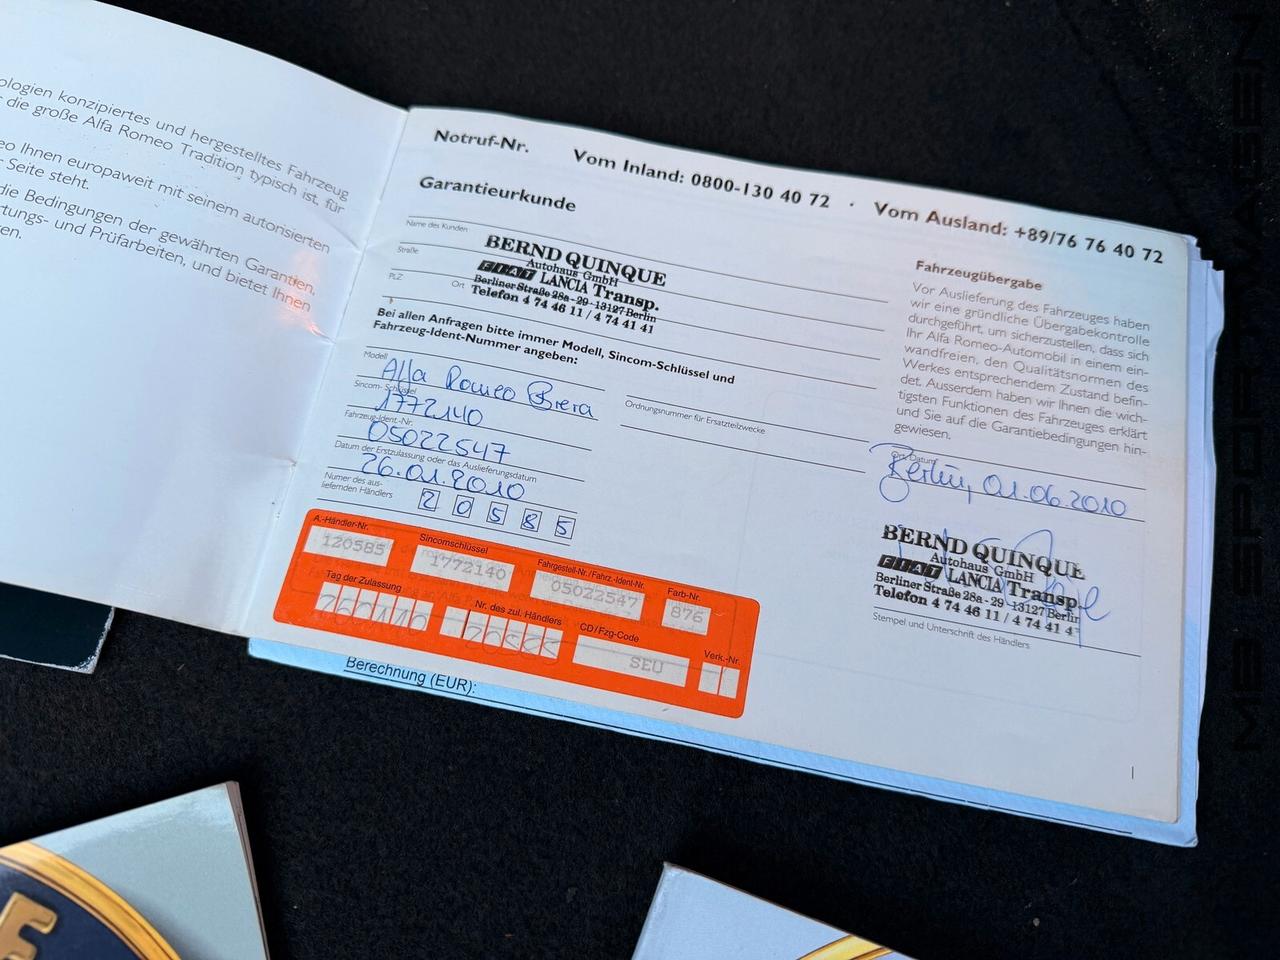 ologien konzipiertes und hergestelltes Fahrzeug
die große Alfa Romeo Tradition typisch ist, für
eo Ihnen europaweit mit seinem autorisierten
Seite steht.
die Bedingungen der gewährten Garantien,
rtungs- und Prüfarbeiten, und bietet Ihnen
en.
Notruf-Nr. Vom Inland: 0800-130 40 72 · Vom Ausland: +89/76 76 40 72
Garantieurkunde
Name des Kunden
Straße
PLZ Ort
BERND QUINQUE
Autohaus GmbH
FIAT LANCIA Transp.
Berliner Straße 28a - 29 - 13127 Berlin
Telefon 4 74 46 11 / 4 74 41 41
Bei allen Anfragen bitte immer Modell, Sincom-Schlüssel und
Fahrzeug-Ident-Nummer angeben:
Modell
Alfa Romeo Brera
Sincom-Schlüssel
1772140
Fahrzeug-Ident.-Nr.
05022547
Datum der Erstzulassung oder das Auslieferungsdatum
26.01.2010
Numer des aus-
liefernden Händlers
2 0 5 8 5
Ordnungsnummer für Ersatzteilzwecke
A.-Händler-Nr. Sincomschlüssel Fahrgestell-Nr./Fahrz.-Ident-Nr. Farb-Nr.
120585 1772140 05022547 876
Tag der Zulassung Nr. des zul. Händlers CD/Fzg-Code Verk.-Nr.
SEU
Berechnung (EUR):
Fahrzeugübergabe
Vor Auslieferung des Fahrzeuges haben
wir eine gründliche Übergabekontrolle
durchgeführt, um sicherzustellen, dass sich
Ihr Alfa Romeo-Automobil in einem ein-
wandfreien, den Qualitätsnormen des
Werkes entsprechendem Zustand befin-
det. Ausserdem haben wir Ihnen die wich-
tigsten Funktionen des Fahrzeuges erklärt
und Sie auf die Garantiebedingungen hin-
gewiesen.
Ort, Datum
Berlin, 01.06.2010
BERND QUINQUE
Autohaus GmbH
FIAT LANCIA Transp.
Berliner Straße 28a - 29 - 13127 Berlin
Telefon 4 74 46 11 / 4 74 41 4
Stempel und Unterschrift des Händlers
1
MB SPORTWAGEN